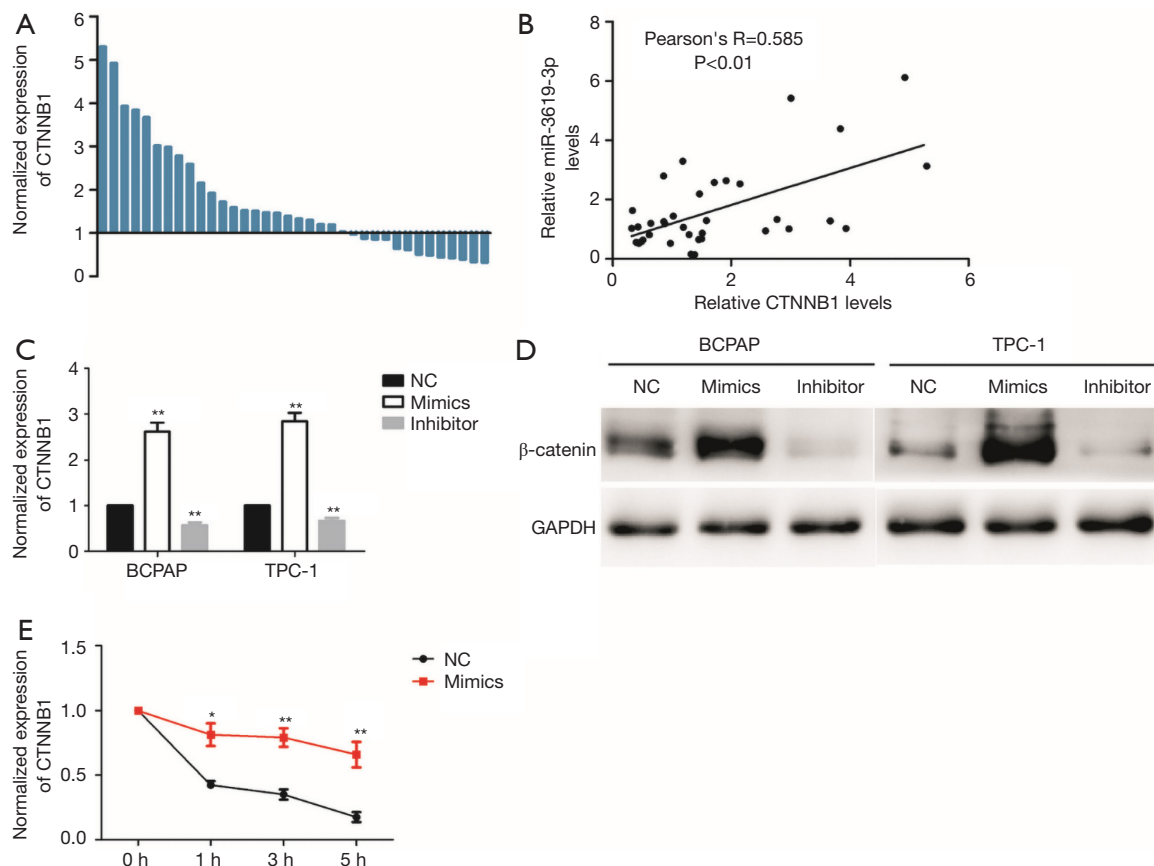 A
Normalized expression
of CTNNB1
6
5
4
3
2
1
0
B
Relative miR-3619-3p
levels
8
6
4
2
0
Pearson's R=0.585
P<0.01
0 2 4 6
Relative CTNNB1 levels
C
Normalized expression
of CTNNB1
4
3
2
1
0
** ** ** **
NC
Mimics
Inhibitor
BCPAP TPC-1
D
BCPAP TPC-1
NC Mimics Inhibitor NC Mimics Inhibitor
β-catenin
GAPDH
E
Normalized expression
of CTNNB1
1.5
1.0
0.5
0.0
* ** **
NC
Mimics
0 h 1 h 3 h 5 h